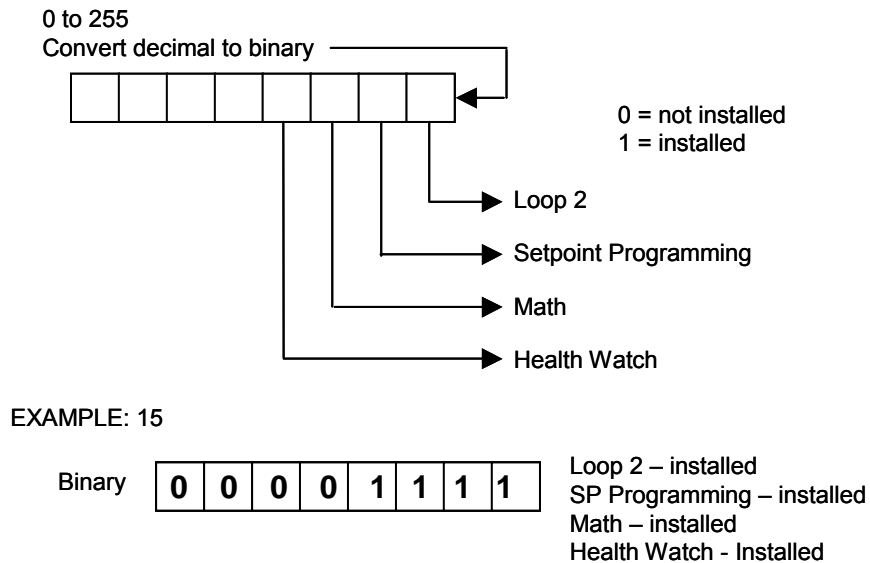 0 to 255
Convert decimal to binary
0 = not installed
1 = installed
Loop 2
Setpoint Programming
Math
Health Watch
EXAMPLE: 15
Binary 0 0 0 0 1 1 1 1
Loop 2 – installed
SP Programming – installed
Math – installed
Health Watch - Installed